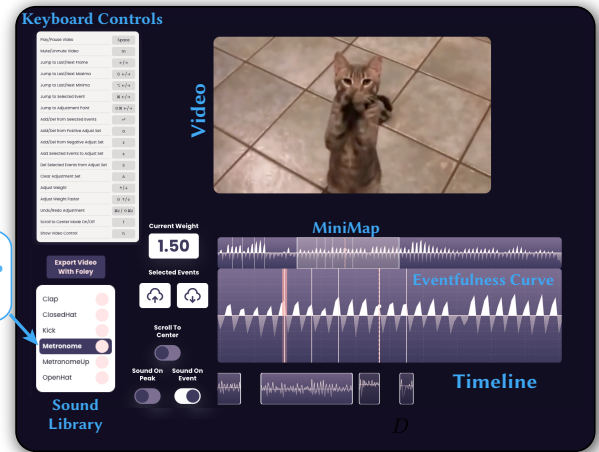 Keyboard Controls
Play/Pause Video Space
Mute/Unmute Video m
Jump to Last/Next Frame
Jump to Last/Next Maxima
Jump to Last/Next Minima
Jump to Selected Event
Jump to Adjustment Point
Add/Del from Selected Events
Add/Del from Positive Adjust Set
Add/Del from Negative Adjust Set
Add Selected Events to Adjust Set
Del Selected Events from Adjust Set
Clear Adjustment Set
Adjust Weight
Adjust Weight Faster
Undo/Redo Adjustment
Scroll to Center Mode On/Off
Show Video Control
Video
Current Weight
1.50
MiniMap
Export Video
With Foley
Selected Events
Eventfulness Curve
Clap
ClosedHat
Kick
Metronome
MetronomeUp
OpenHat
Scroll To
Center
Sound On
Peak
Sound On
Event
Timeline
Sound
Library
D